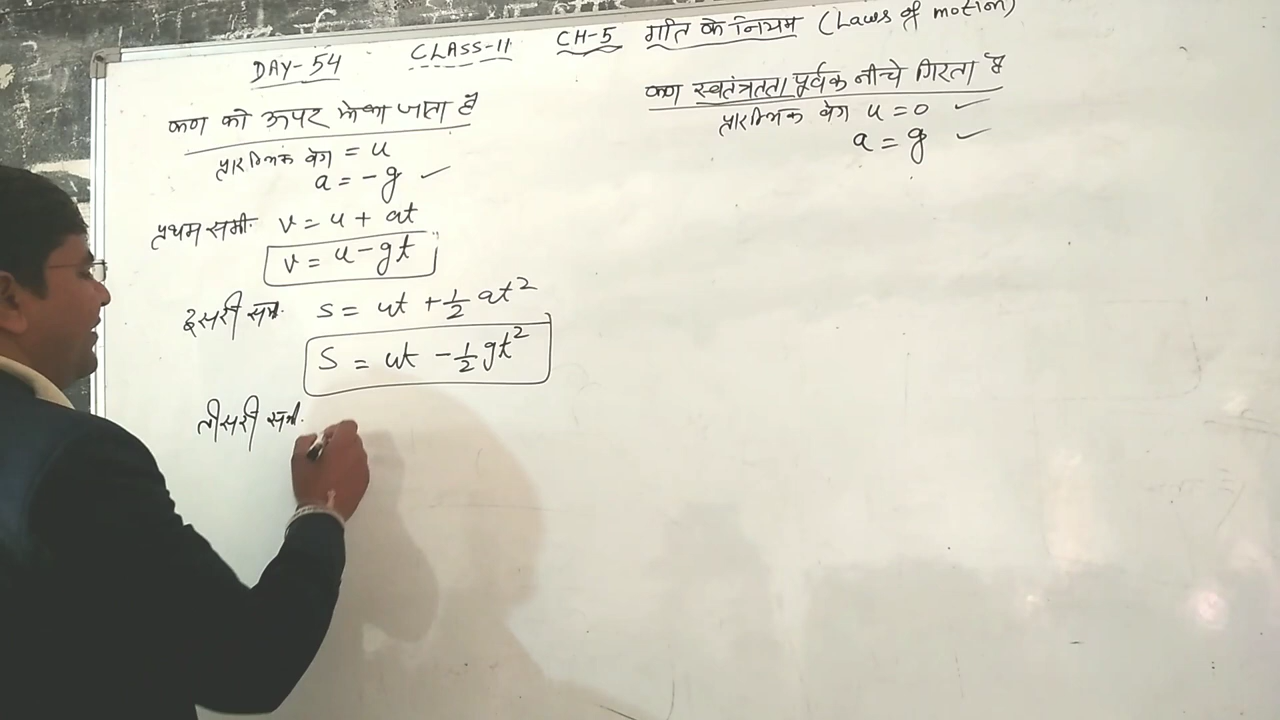 DAY-54 CLASS-11 CH-5 गति के नियम (Laws of motion)
कण को ऊपर फेंका जाता है
प्रारम्भिक वेग = u
a = -g ✓
प्रथम समी. v = u + at
v = u - gt
दूसरी समी. s = ut + 1/2 at²
S = ut - 1/2 gt²
तीसरी समी.
कण स्वतंत्रतता पूर्वक नीचे गिरता है
प्रारम्भिक वेग u = 0 ✓
a = g ✓